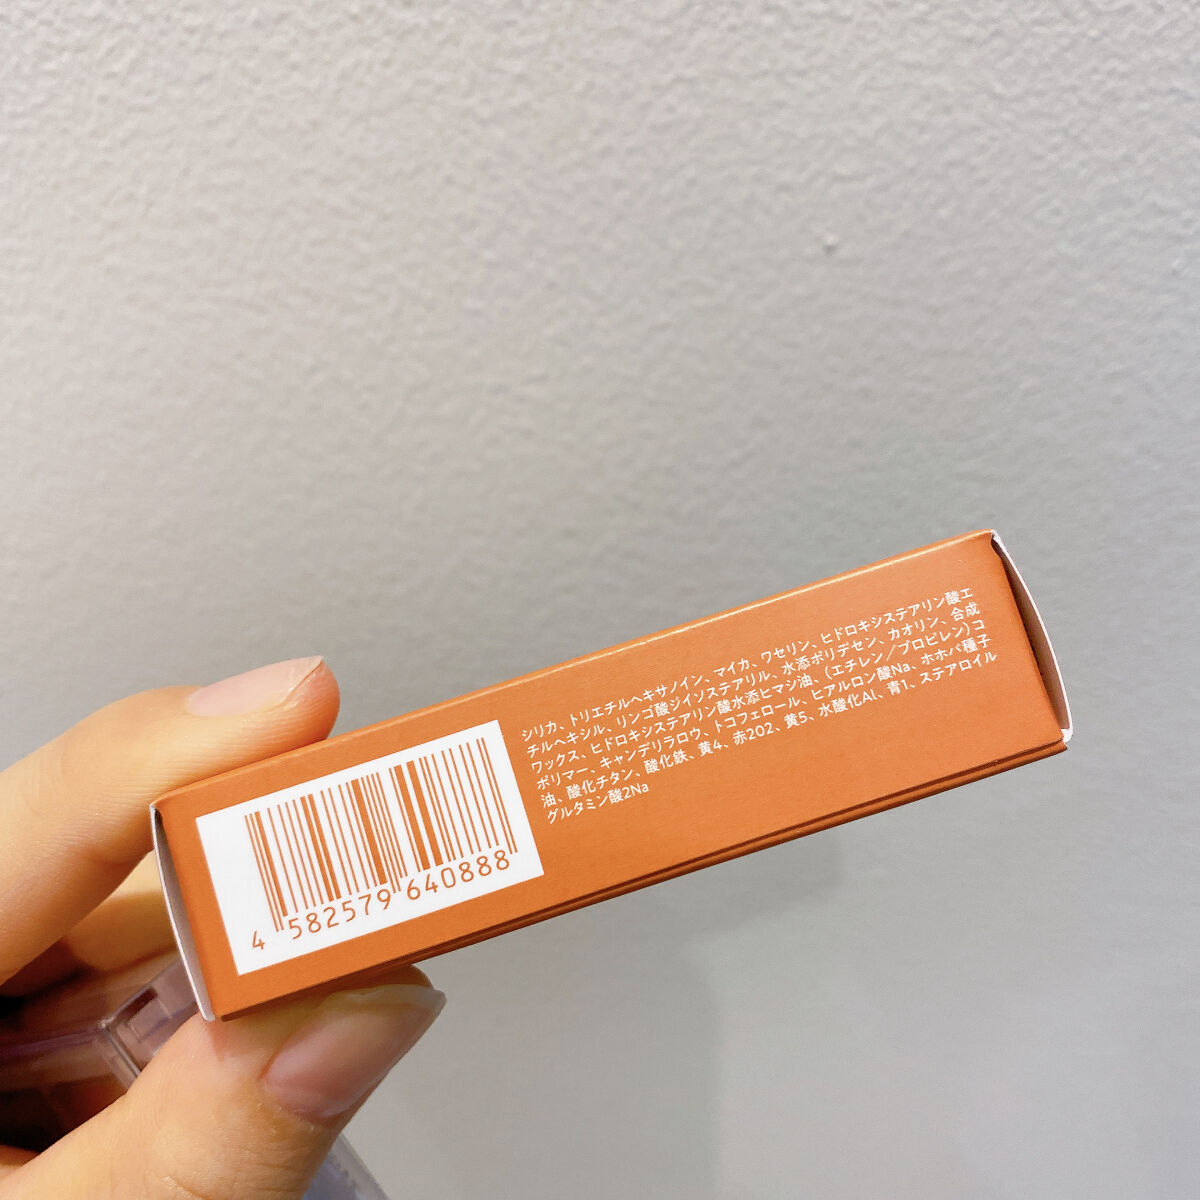 シリカ、トリエチルヘキサノイン、マイカ、ワセリン、ヒドロキシステアリン酸エ
チルヘキシル、リンゴ酸ジイソステアリル、水添ポリデセン、カオリン、合成
ワックス、ヒドロキシステアリン酸水添ヒマシ油、(エチレン／プロピレン)コ
ポリマー、キャンデリラロウ、トコフェロール、ヒアルロン酸Na、ホホバ種子
油、酸化チタン、酸化鉄、黄4、赤202、黄5、水酸化Al、青1、ステアロイル
グルタミン酸2Na
4 582579 640888